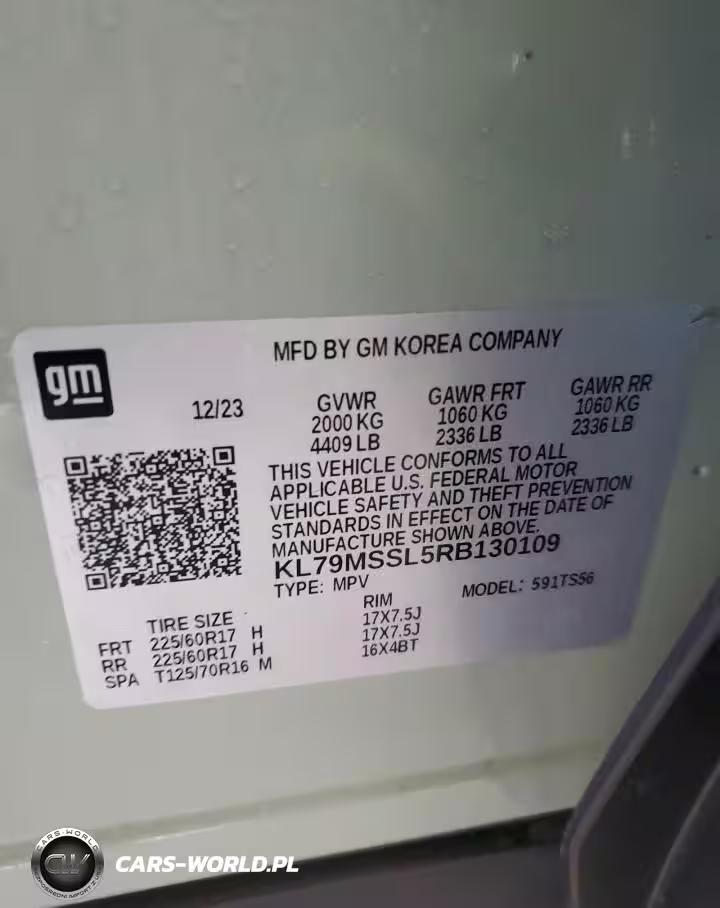 gm
MFD BY GM KOREA COMPANY
12/23
GVWR
2000 KG
4409 LB
GAWR FRT
1060 KG
2336 LB
GAWR RR
1060 KG
2336 LB
THIS VEHICLE CONFORMS TO ALL
APPLICABLE U.S. FEDERAL MOTOR
VEHICLE SAFETY AND THEFT PREVENTION
STANDARDS IN EFFECT ON THE DATE OF
MANUFACTURE SHOWN ABOVE.
KL79MSSL5RB130109
TYPE: MPV
MODEL: 591TS56
TIRE SIZE RIM
FRT 225/60R17 H 17X7.5J
RR 225/60R17 H 17X7.5J
SPA T125/70R16 M 16X4BT
CARS-WORLD
CW
CARS-WORLD.PL